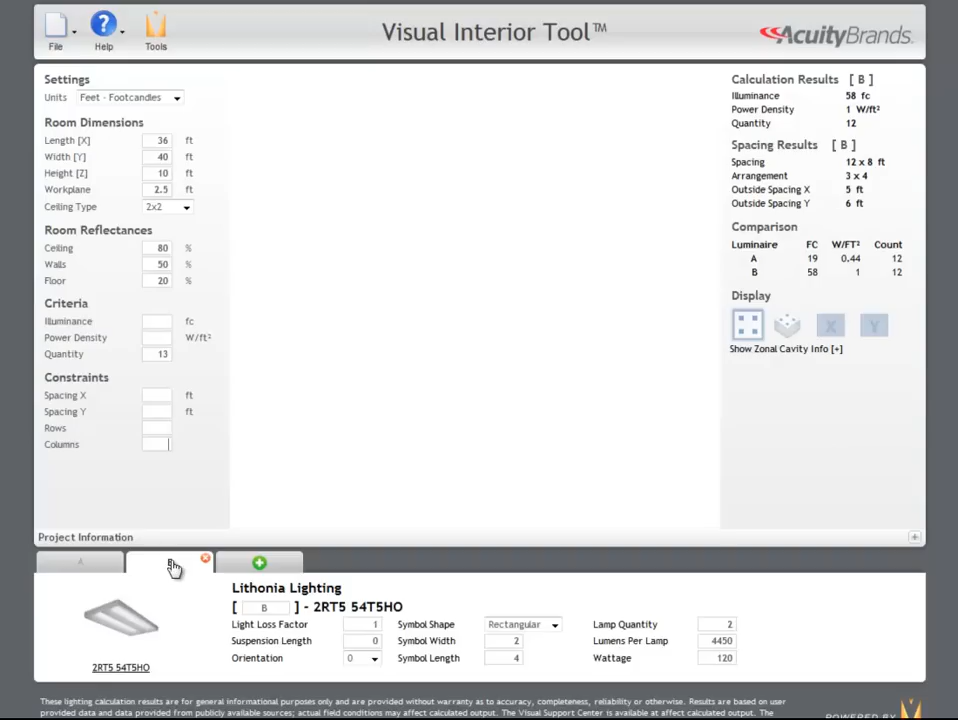 File
Help
Tools
Visual Interior Tool™
AcuityBrands.
Settings
Units Feet - Footcandles
Room Dimensions
Length [X] 36 ft
Width [Y] 40 ft
Height [Z] 10 ft
Workplane 2.5 ft
Ceiling Type 2x2
Room Reflectances
Ceiling 80 %
Walls 50 %
Floor 20 %
Criteria
Illuminance fc
Power Density W/ft²
Quantity 13
Constraints
Spacing X ft
Spacing Y ft
Rows
Columns
Calculation Results [ B ]
Illuminance 58 fc
Power Density 1 W/ft²
Quantity 12
Spacing Results [ B ]
Spacing 12 x 8 ft
Arrangement 3 x 4
Outside Spacing X 5 ft
Outside Spacing Y 6 ft
Comparison
Luminaire FC W/FT² Count
A 19 0.44 12
B 58 1 12
Display
X Y
Show Zonal Cavity Info [+]
Project Information
A
Lithonia Lighting
[ B ] - 2RT5 54T5HO
Light Loss Factor 1 Symbol Shape Rectangular Lamp Quantity 2
Suspension Length 0 Symbol Width 2 Lumens Per Lamp 4450
Orientation 0 Symbol Length 4 Wattage 120
2RT5 54T5HO
These lighting calculation results are for general informational purposes only and are provided without warranty as to accuracy, completeness, reliability or otherwise. Results are based on user
provided data and data provided from publicly available sources; actual field conditions may affect calculated output. The Visual Support Center is available at affect calculated output. The
POWERED BY